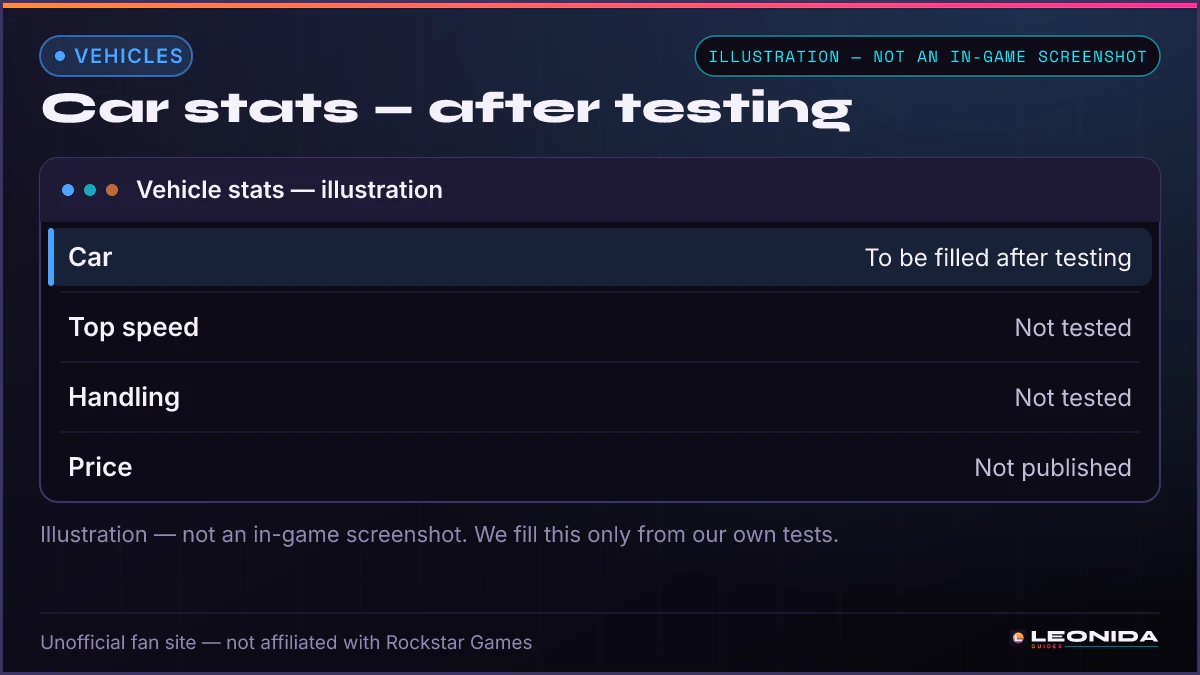 VEHICLES
ILLUSTRATION — NOT AN IN-GAME SCREENSHOT
Car stats — after testing
Vehicle stats — illustration
Car To be filled after testing
Top speed Not tested
Handling Not tested
Price Not published
Illustration — not an in-game screenshot. We fill this only from our own tests.
Unofficial fan site — not affiliated with Rockstar Games
LEONIDA
GUIDES